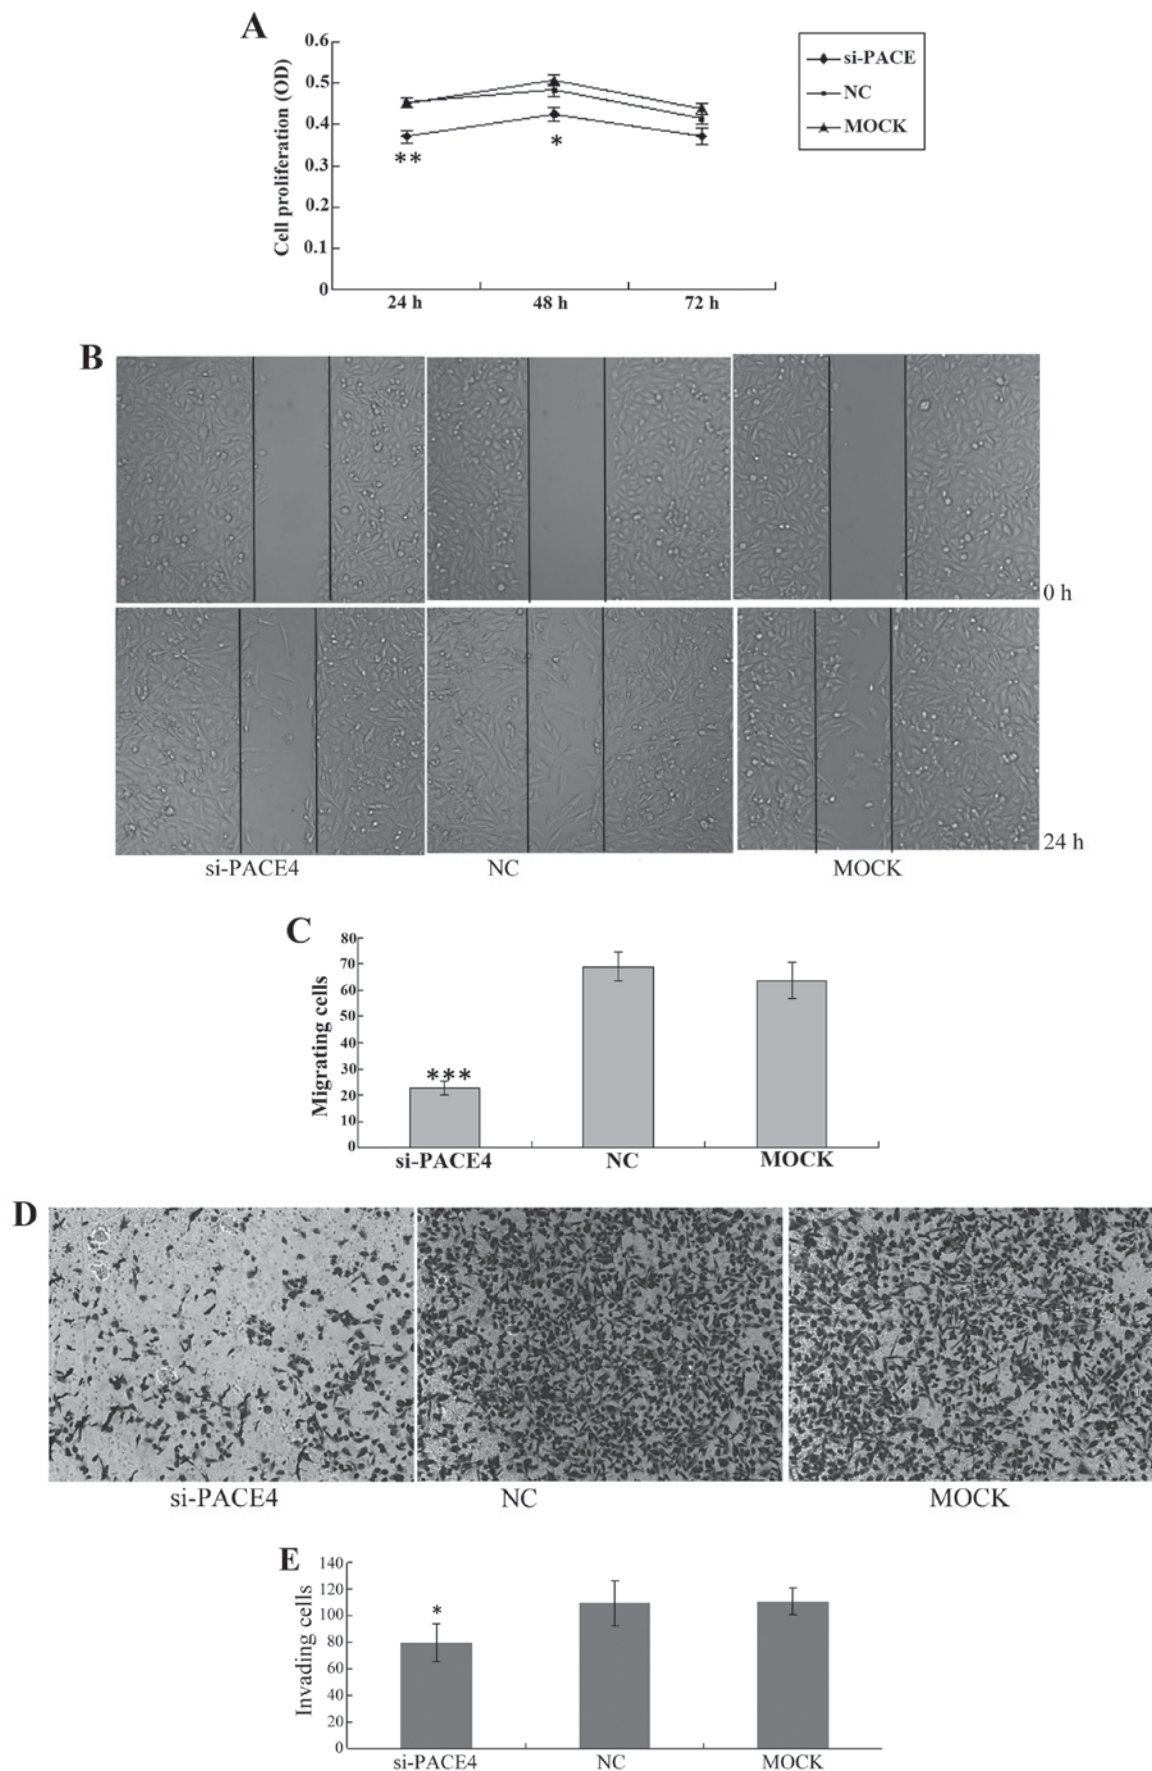 A
0.6
0.5
0.4
0.3
0.2
0.1
0
Cell proliferation (OD)
**
*
24 h 48 h 72 h
si-PACE
NC
MOCK
B
0 h
24 h
si-PACE4 NC MOCK
C
80
70
60
50
40
30
20
10
0
Migrating cells
***
si-PACE4 NC MOCK
D
si-PACE4 NC MOCK
E
140
120
100
80
60
40
20
0
Invading cells
*
si-PACE4 NC MOCK